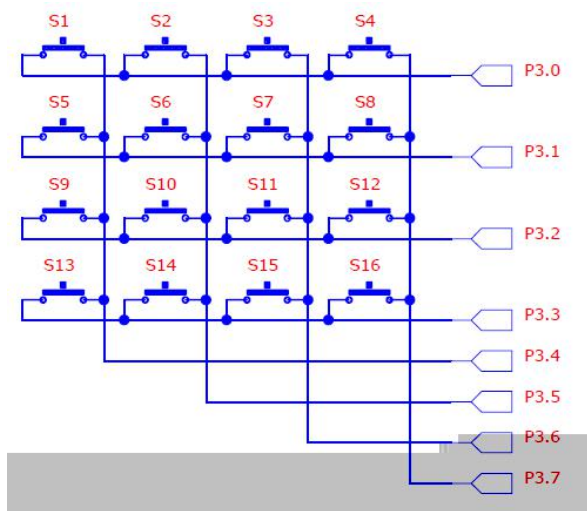 S1 S2 S3 S4
P3.0
S5 S6 S7 S8
P3.1
S9 S10 S11 S12
P3.2
S13 S14 S15 S16
P3.3
P3.4
P3.5
P3.6
P3.7